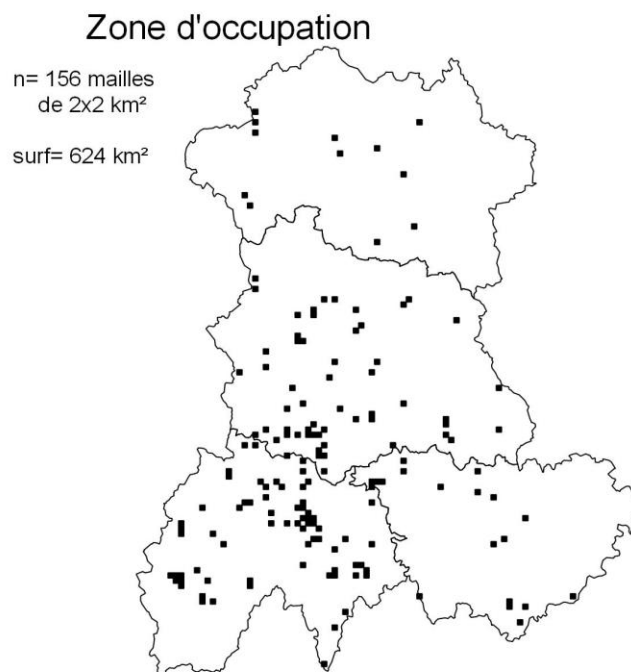 Zone d'occupation
n= 156 mailles
de 2x2 km²
surf= 624 km²